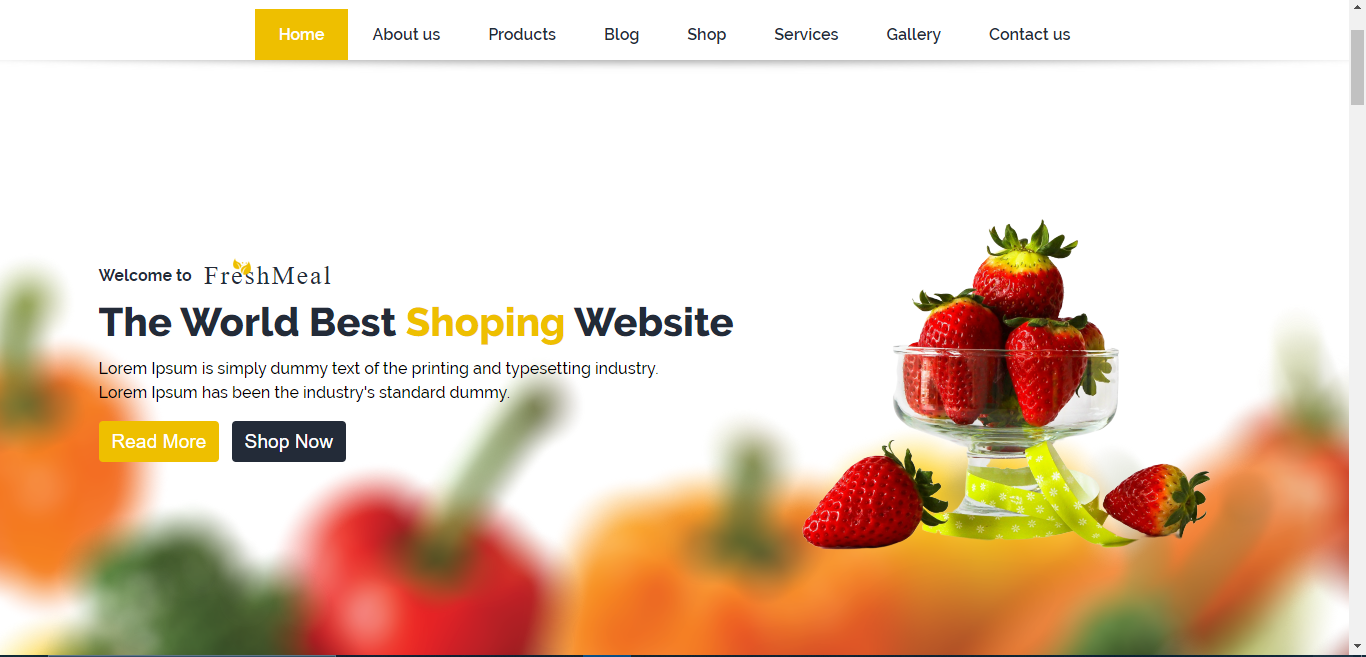 Home About us Products Blog Shop Services Gallery Contact us
Welcome to FreshMeal
The World Best Shoping Website
Lorem Ipsum is simply dummy text of the printing and typesetting industry.
Lorem Ipsum has been the industry's standard dummy.
Read More Shop Now